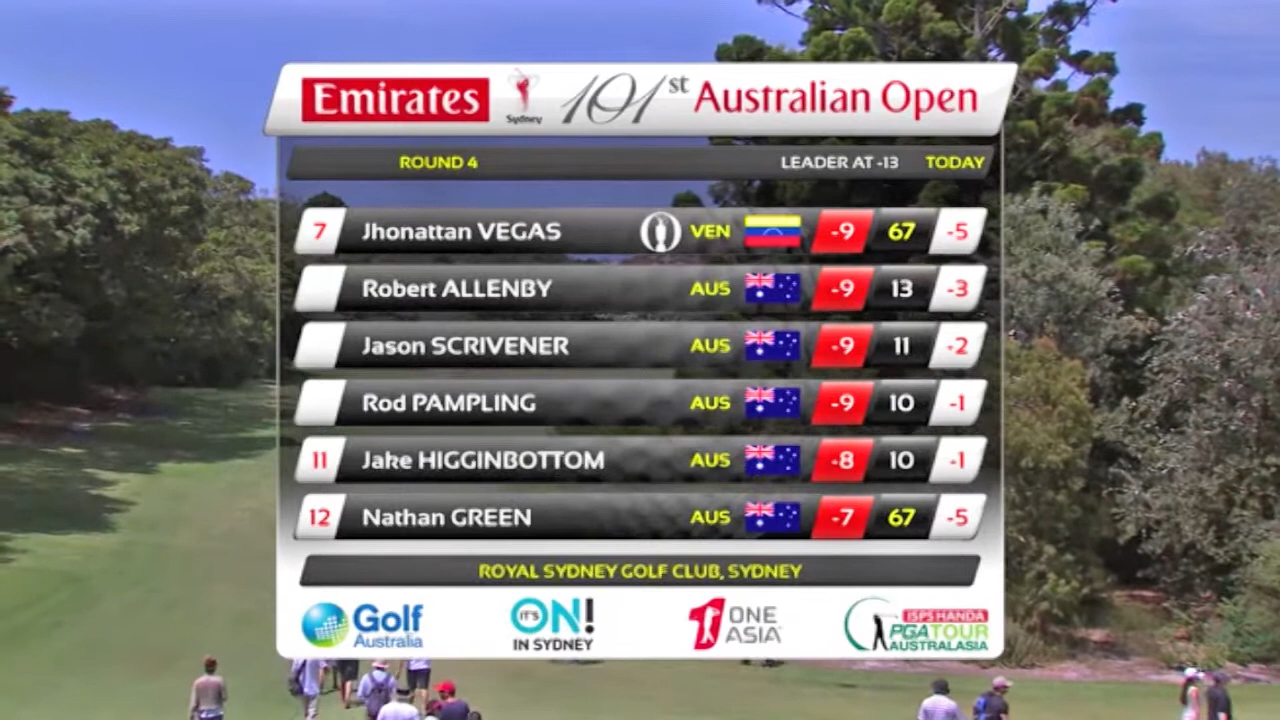 Emirates Sydney 101st Australian Open
ROUND 4 LEADER AT -13 TODAY
7 Jhonattan VEGAS VEN -9 67 -5
Robert ALLENBY AUS -9 13 -3
Jason SCRIVENER AUS -9 11 -2
Rod PAMPLING AUS -9 10 -1
11 Jake HIGGINBOTTOM AUS -8 10 -1
12 Nathan GREEN AUS -7 67 -5
ROYAL SYDNEY GOLF CLUB, SYDNEY
Golf Australia
IT'S ON! IN SYDNEY
1 ONE ASIA
ISPS HANDA PGA TOUR AUSTRALASIA